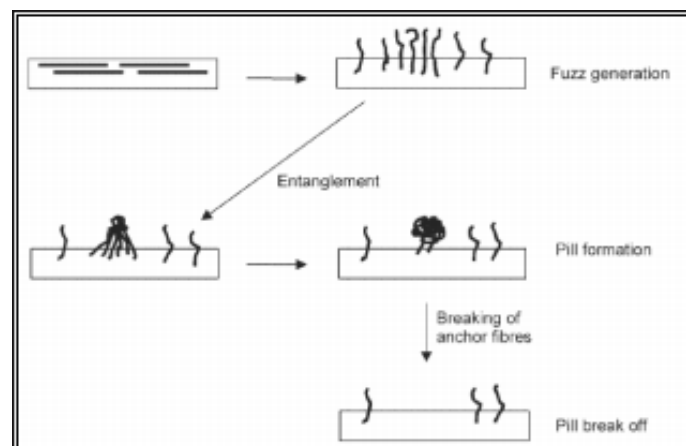 Fuzz generation
Entanglement
Pill formation
Breaking of
anchor fibres
Pill break off